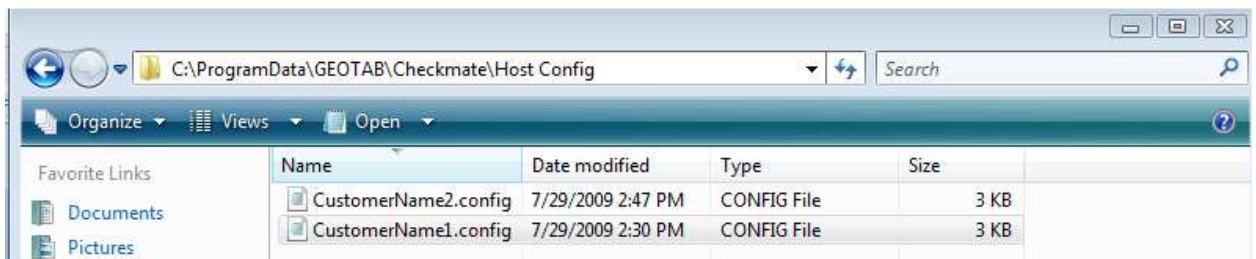 C:\ProgramData\GEOTAB\Checkmate\Host Config Search
Organize Views Open
Favorite Links Name Date modified Type Size
Documents CustomerName2.config 7/29/2009 2:47 PM CONFIG File 3 KB
Pictures CustomerName1.config 7/29/2009 2:30 PM CONFIG File 3 KB